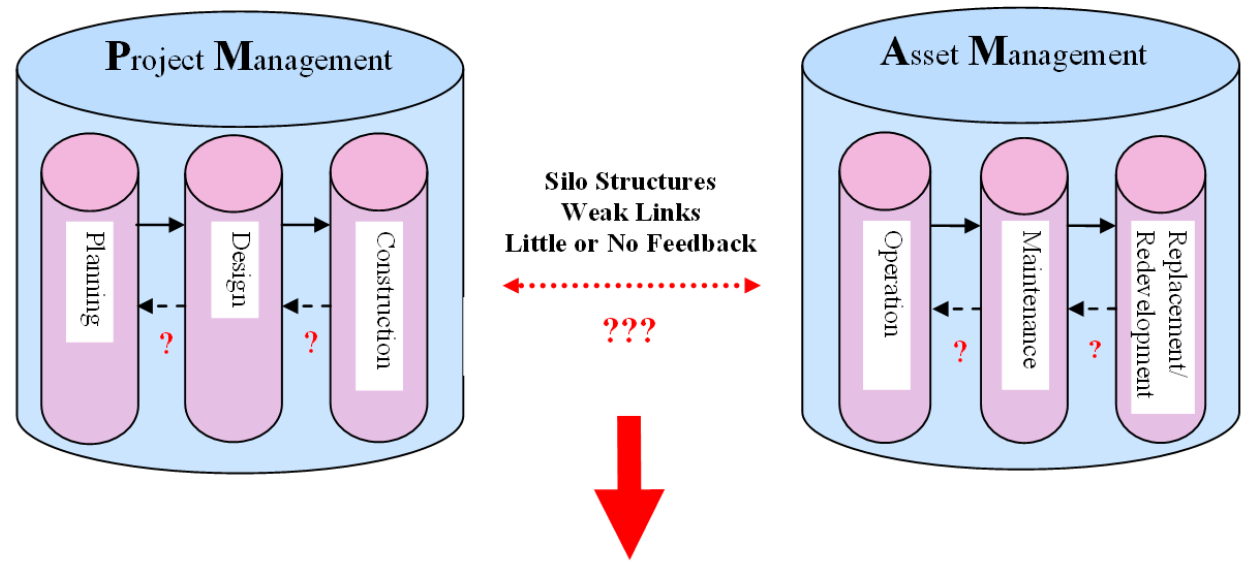 Project Management
Asset Management
Planning
?
Design
?
Construction
Silo Structures
Weak Links
Little or No Feedback
???
Operation
?
Maintenance
?
Replacement/
Redevelopment